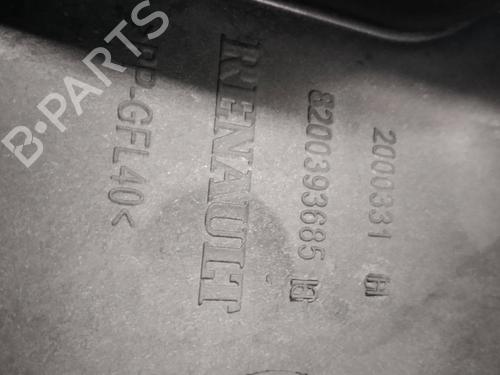 2000331 H
8200393685
RENAULT
PP-GFL40<
B-PARTS